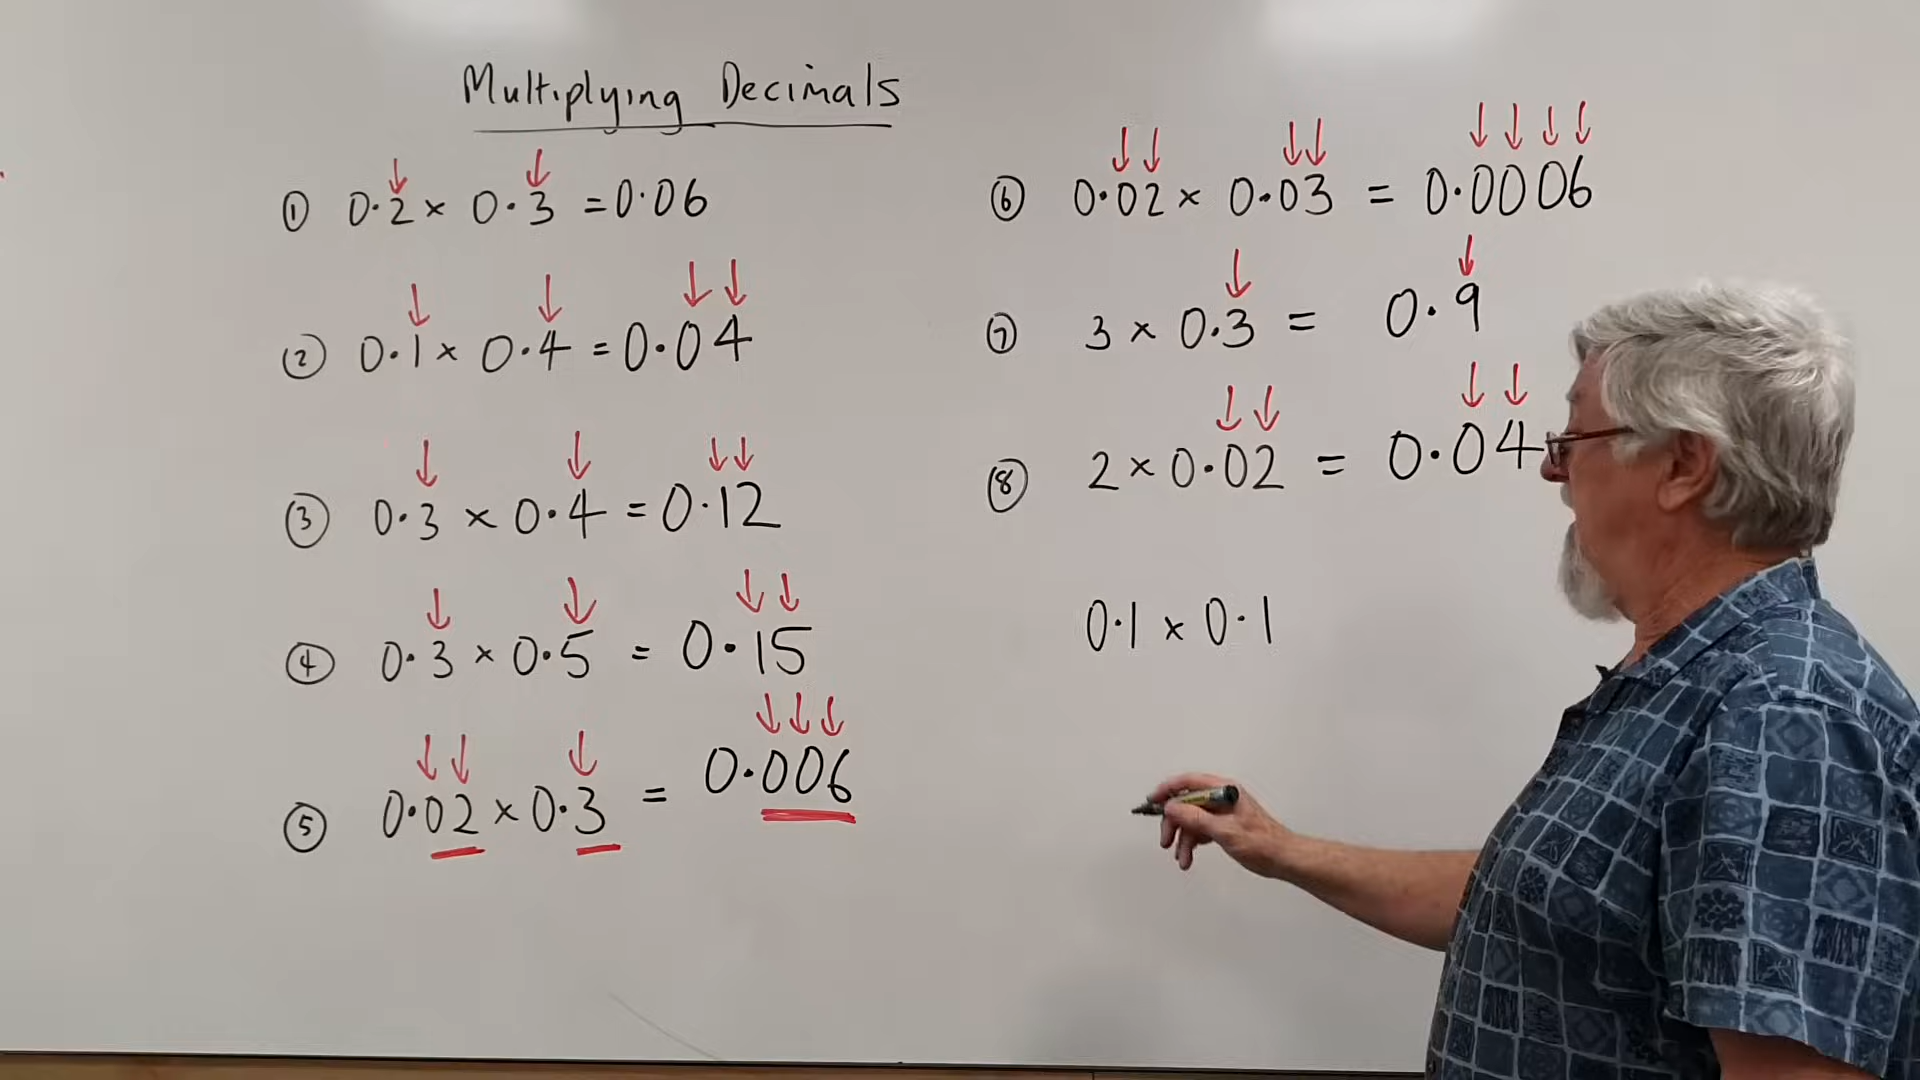 Multiplying Decimals
① 0.2 × 0.3 = 0.06
② 0.1 × 0.4 = 0.04
③ 0.3 × 0.4 = 0.12
④ 0.3 × 0.5 = 0.15
⑤ 0.02 × 0.3 = 0.006
⑥ 0.02 × 0.03 = 0.0006
⑦ 3 × 0.3 = 0.9
⑧ 2 × 0.02 = 0.04
0.1 × 0.1